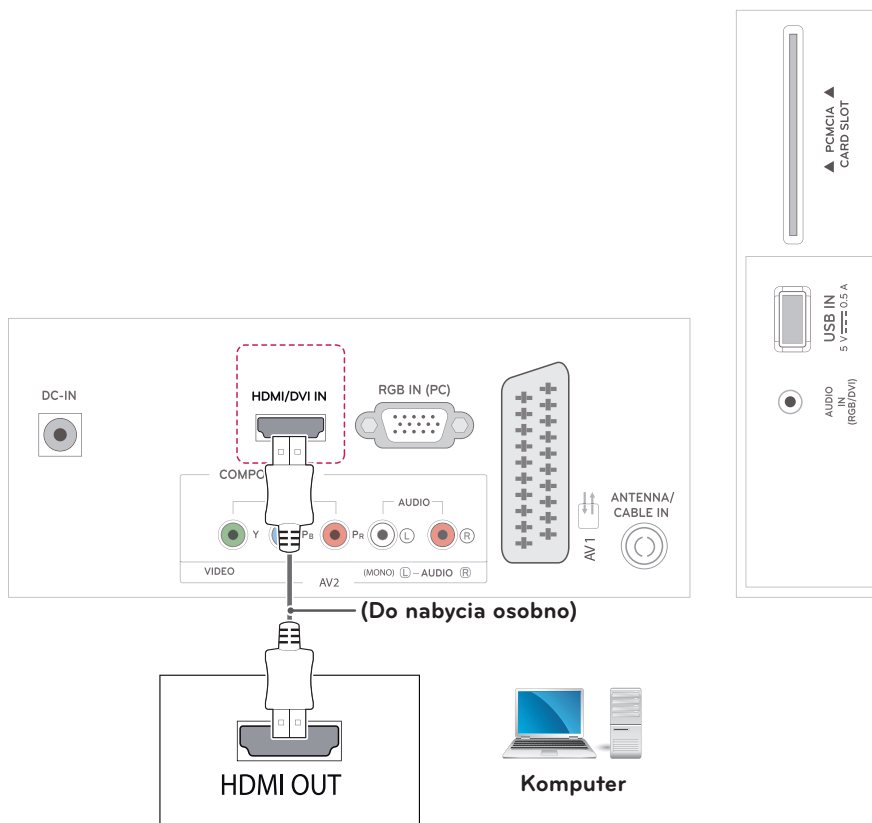 ▲ PCMCIA ▲
CARD SLOT
USB IN
5 V 0.5 A
AUDIO
IN
(RGB/DVI)
DC-IN
HDMI/DVI IN
RGB IN (PC)
COMPO
AUDIO
Y
PB
PR
L
R
VIDEO
AV2
(MONO) L – AUDIO R
AV1
ANTENNA/
CABLE IN
(Do nabycia osobno)
HDMI OUT
Komputer